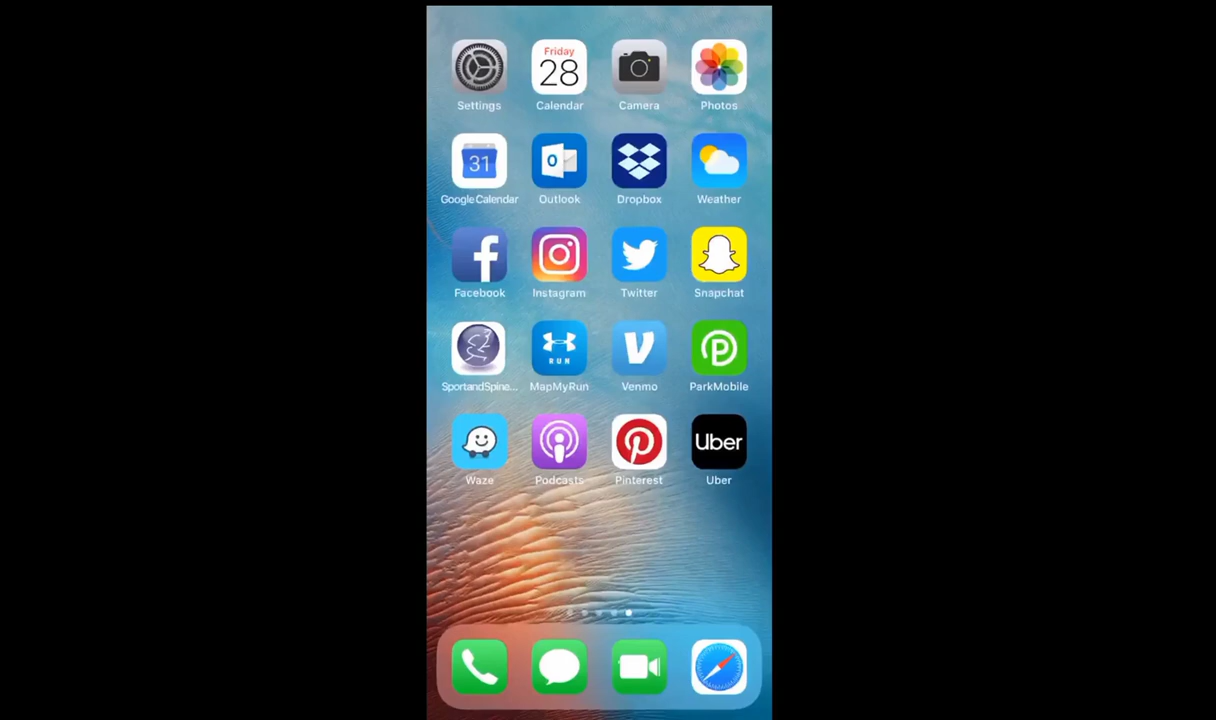 Friday
28
Settings Calendar Camera Photos
31 O
Google Calendar Outlook Dropbox Weather
f
Facebook Instagram Twitter Snapchat
RUN V P
SportandSpine... MapMyRun Venmo ParkMobile
Uber
Waze Podcasts Pinterest Uber